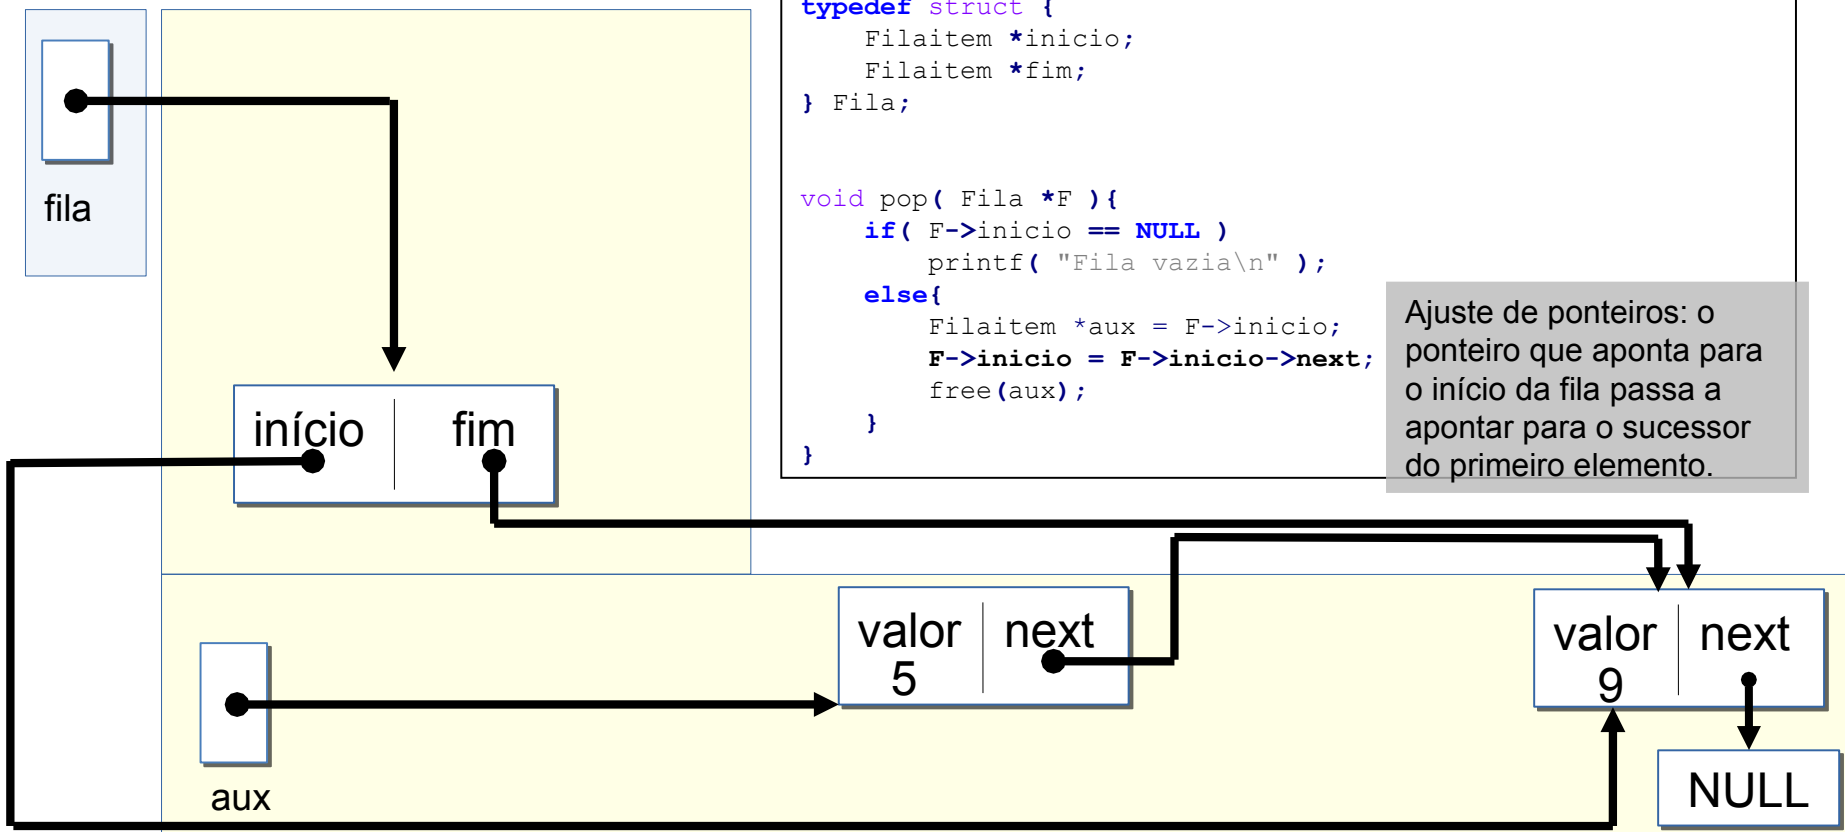 typedef struct {
    Filaitem *inicio;
    Filaitem *fim;
} Fila;
void pop( Fila *F ){
    if( F->inicio == NULL )
        printf( "Fila vazia\n" );
    else{
        Filaitem *aux = F->inicio;
        F->inicio = F->inicio->next;
        free(aux);
    }
}
Ajuste de ponteiros: o
ponteiro que aponta para
o início da fila passa a
apontar para o sucessor
do primeiro elemento.
fila
início fim
valor next
5
valor next
9
aux
NULL